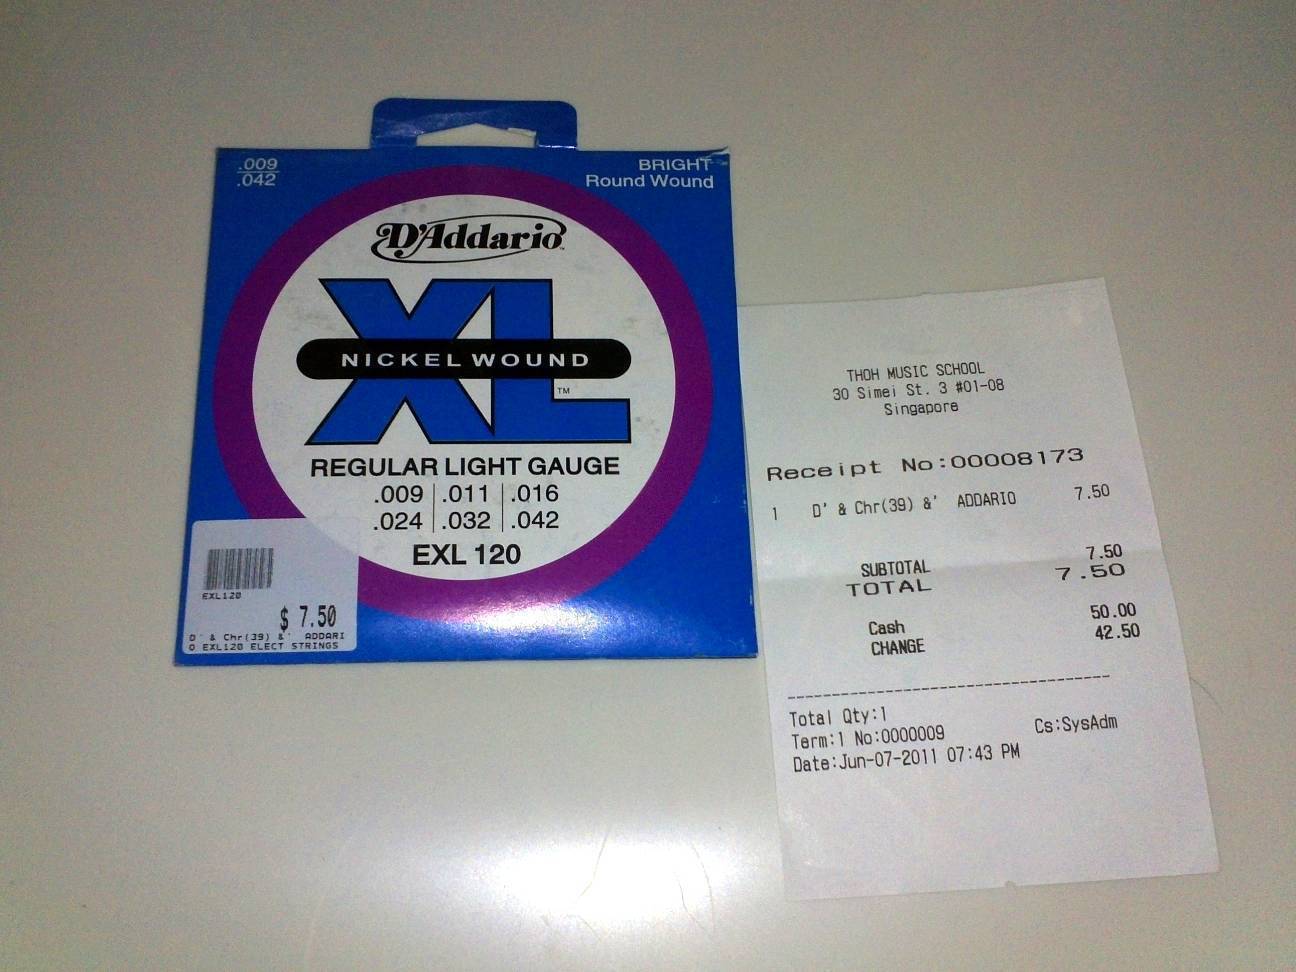 .009
.042
BRIGHT
Round Wound
D'Addario
XL
NICKEL WOUND
TM
REGULAR LIGHT GAUGE
.009 .011 .016
.024 .032 .042
EXL 120
EXL120
$ 7.50
D' & Chr(39) &' ADDARI
O EXL120 ELECT STRINGS
THOH MUSIC SCHOOL
30 Simei St. 3 #01-08
Singapore
Receipt No:00008173
1 D' & Chr(39) &' ADDARIO 7.50
SUBTOTAL 7.50
TOTAL 7.50
Cash 50.00
CHANGE 42.50
Total Qty:1
Term:1 No:0000009 Cs:SysAdm
Date:Jun-07-2011 07:43 PM